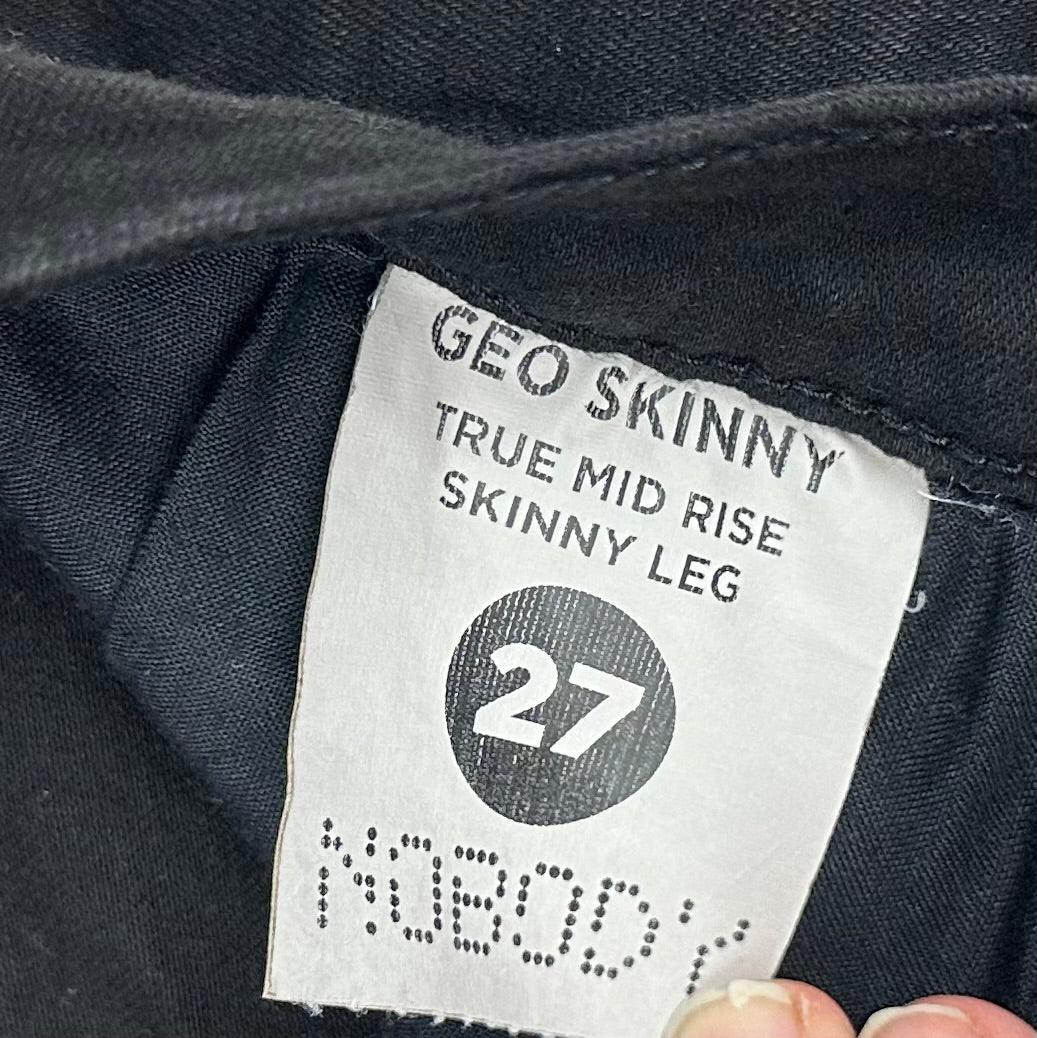 GEO SKINNY
TRUE MID RISE
SKINNY LEG
27
NOBODY